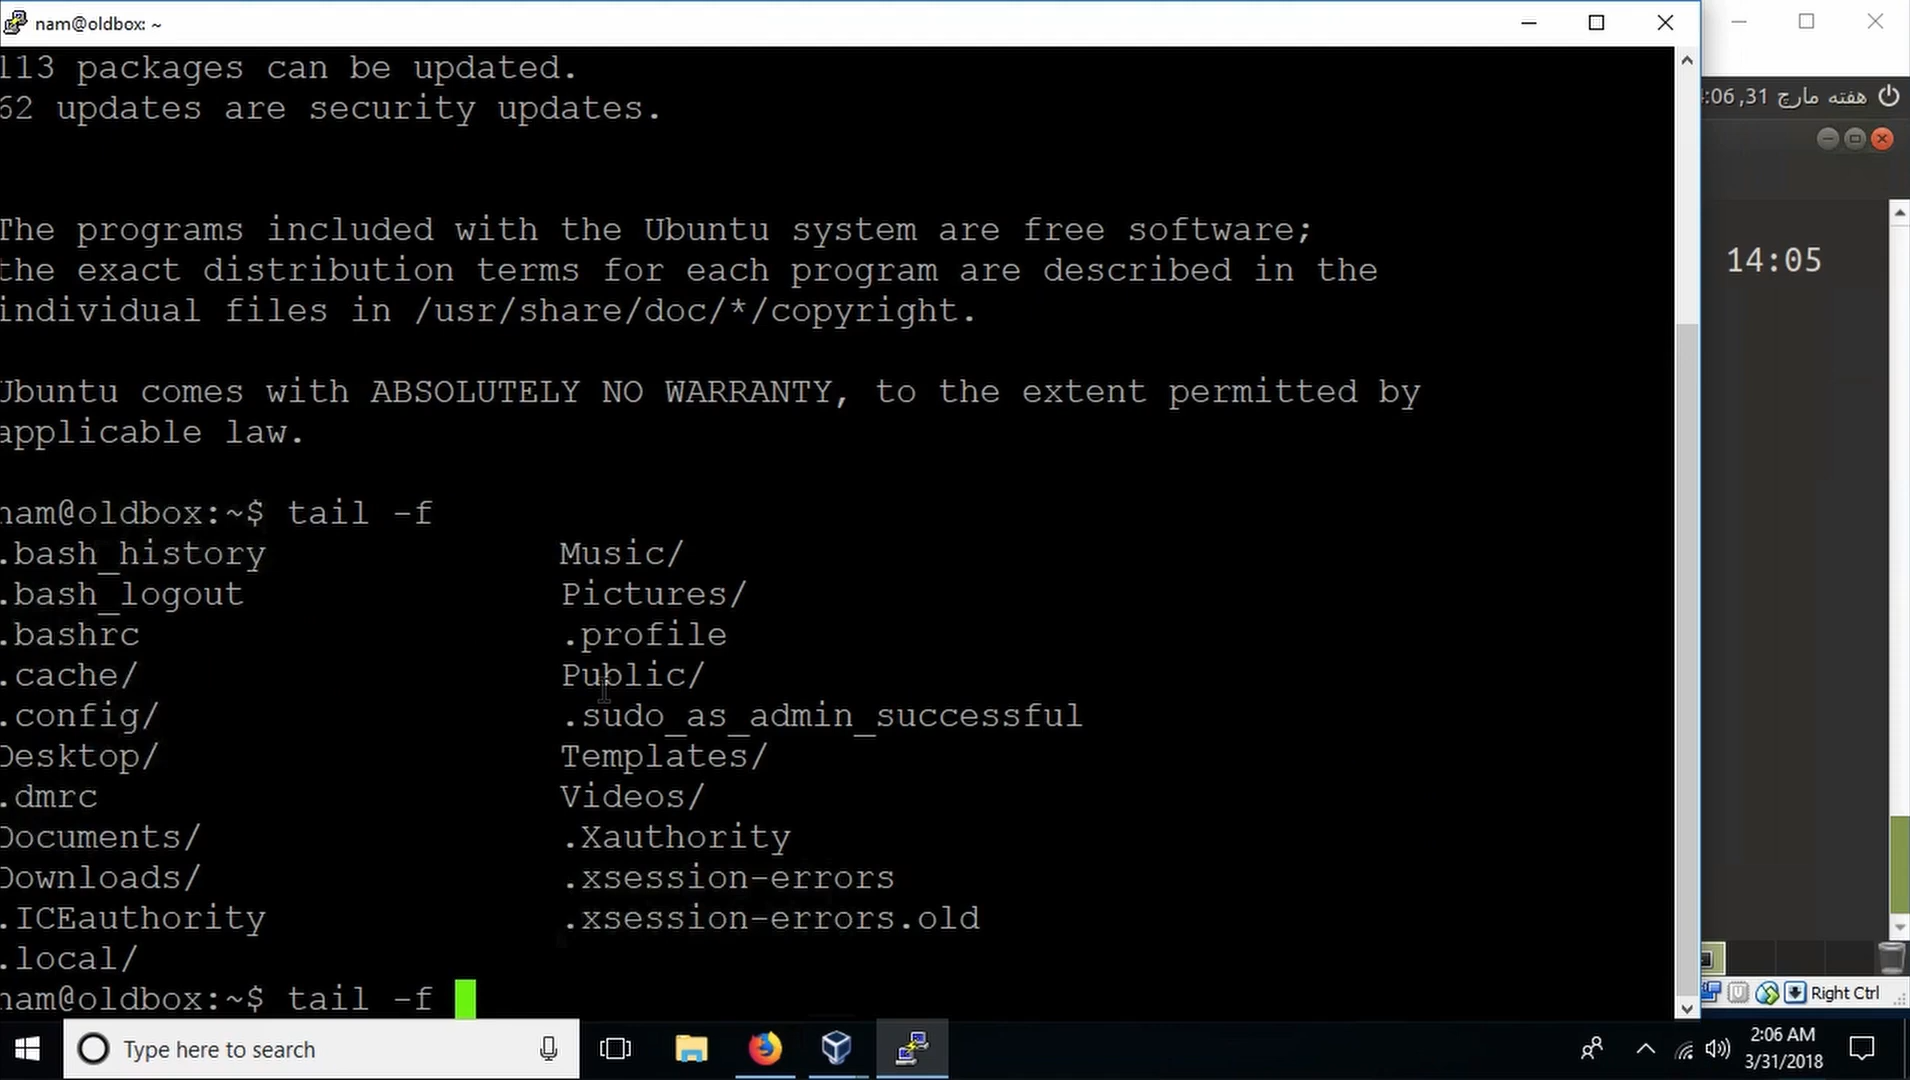 nam@oldbox: ~
113 packages can be updated.
62 updates are security updates.
The programs included with the Ubuntu system are free software;
the exact distribution terms for each program are described in the
individual files in /usr/share/doc/*/copyright.
Ubuntu comes with ABSOLUTELY NO WARRANTY, to the extent permitted by
applicable law.
nam@oldbox:~$ tail -f
.bash_history Music/
.bash_logout Pictures/
.bashrc .profile
.cache/ Public/
.config/ .sudo_as_admin_successful
Desktop/ Templates/
.dmrc Videos/
Documents/ .Xauthority
Downloads/ .xsession-errors
.ICEauthority .xsession-errors.old
.local/
nam@oldbox:~$ tail -f
هفته مارچ 31, :06
14:05
Right Ctrl
Type here to search
2:06 AM
3/31/2018